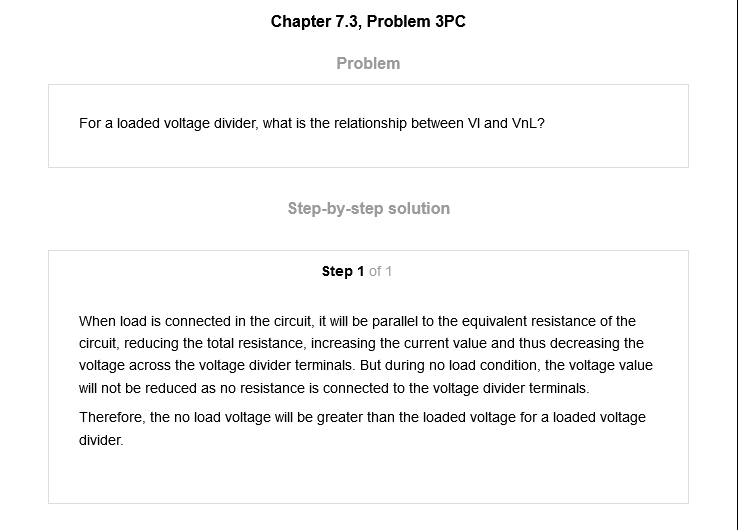 Chapter 7.3, Problem 3PC
Problem
For a loaded voltage divider, what is the relationship between Vl and VnL?
Step-by-step solution
Step 1 of 1
When load is connected in the circuit, it will be parallel to the equivalent resistance of the
circuit, reducing the total resistance, increasing the current value and thus decreasing the
voltage across the voltage divider terminals. But during no load condition, the voltage value
will not be reduced as no resistance is connected to the voltage divider terminals.
Therefore, the no load voltage will be greater than the loaded voltage for a loaded voltage
divider.